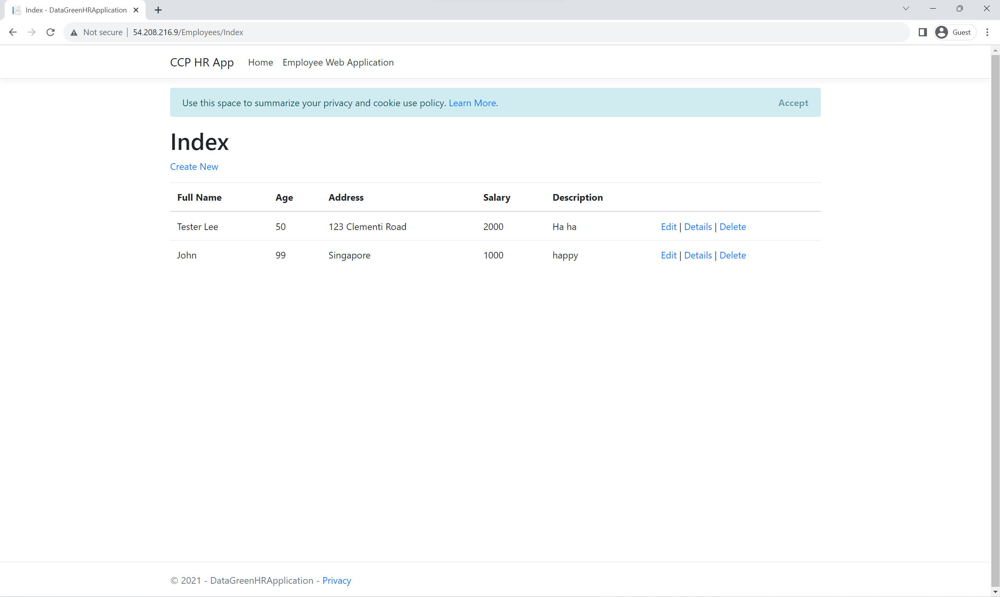 Index - DataGreenHRApplication
Not secure | 54.208.216.9/Employees/Index
Guest
CCP HR App Home Employee Web Application
Use this space to summarize your privacy and cookie use policy. Learn More. Accept
Index
Create New
Full Name Age Address Salary Description
Tester Lee 50 123 Clementi Road 2000 Ha ha Edit | Details | Delete
John 99 Singapore 1000 happy Edit | Details | Delete
© 2021 - DataGreenHRApplication - Privacy